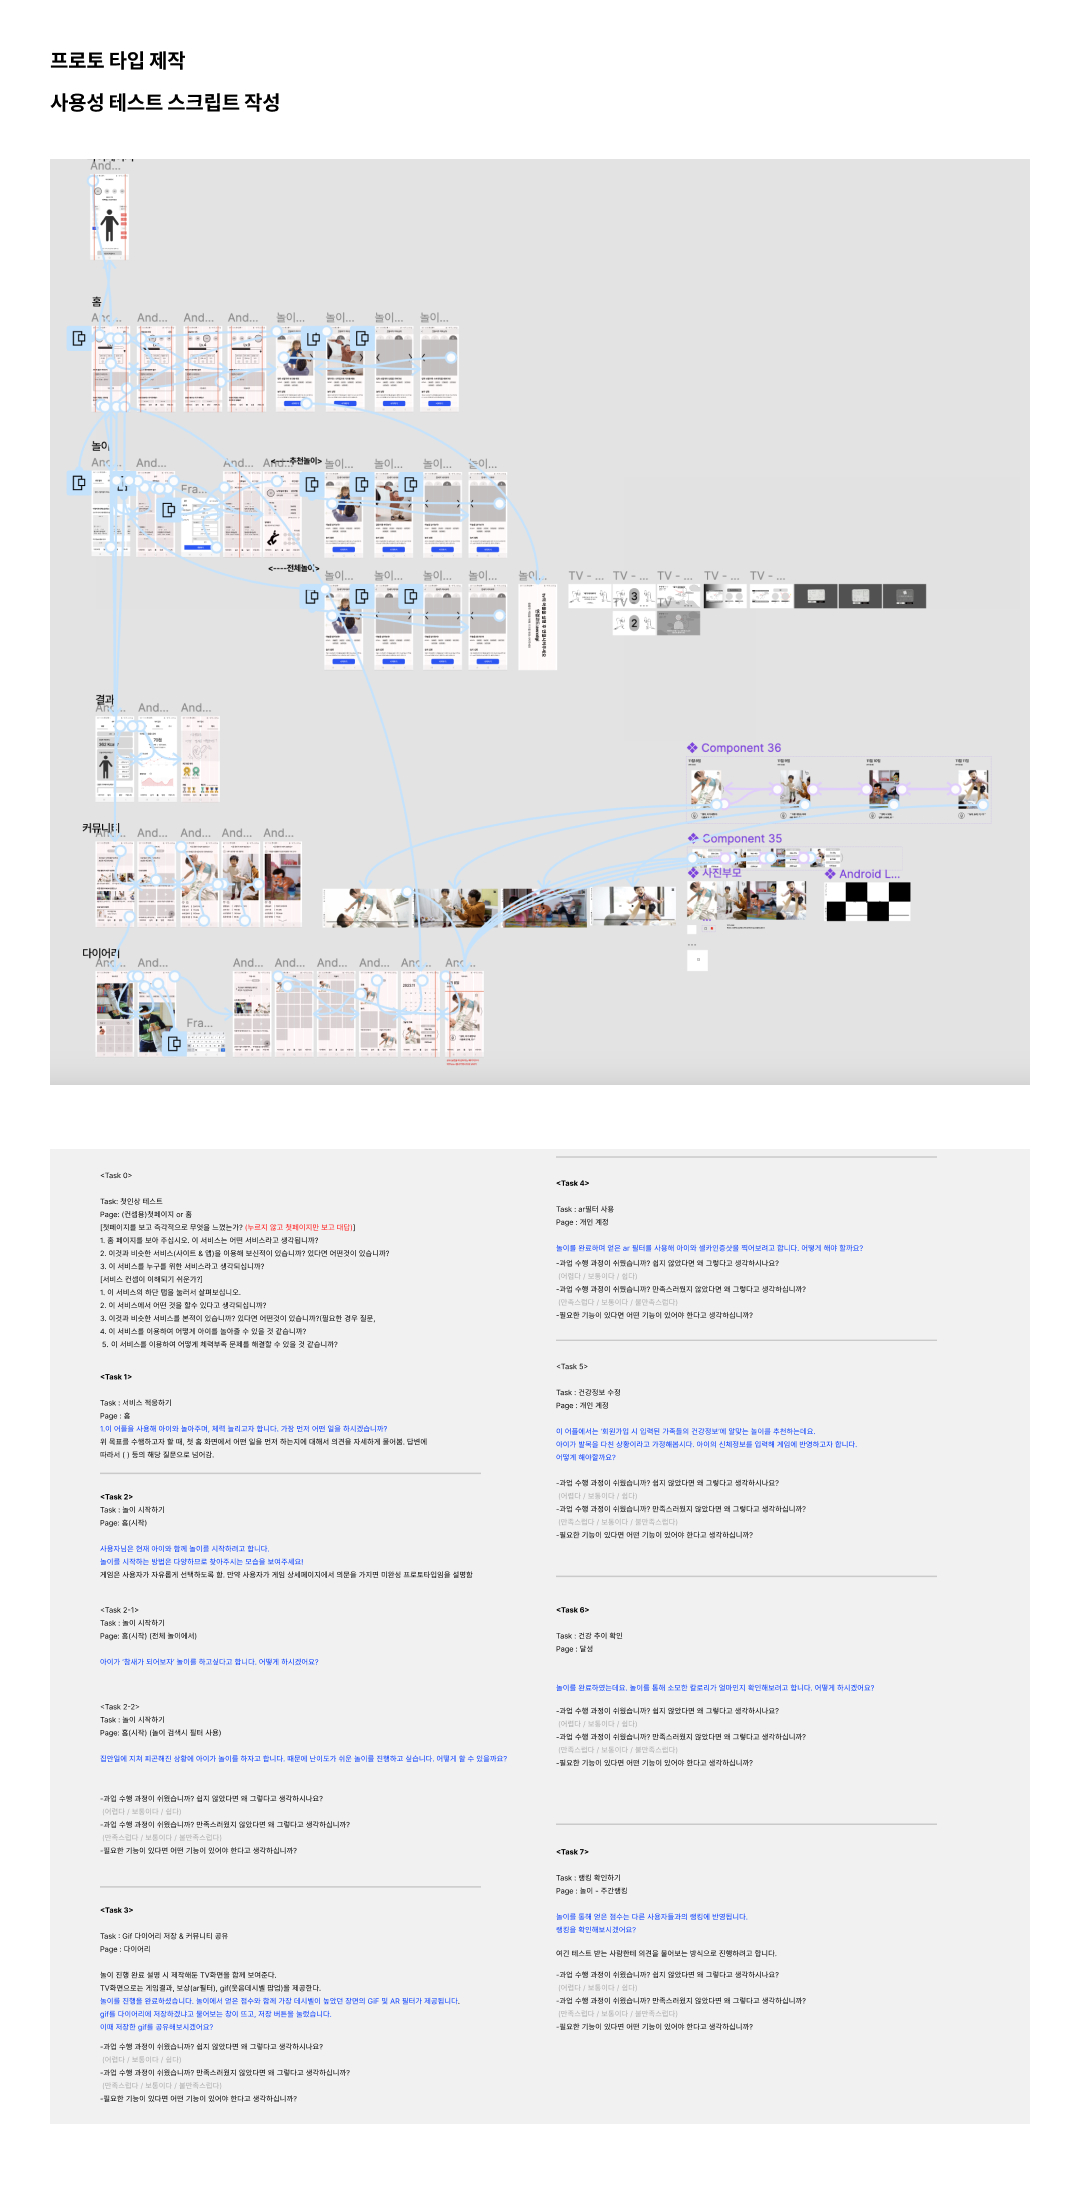 프로토 타입 제작
사용성 테스트 스크립트 작성
And...
홈
And...
And...
And...
And...
놀이...
놀이...
놀이...
놀이...
놀이
And...
And...
Fra...
And...
And...
<----추천놀이>
놀이...
놀이...
놀이...
놀이...
<----전체놀이>
놀이...
놀이...
놀이...
놀이...
놀이...
TV - ...
TV - ...
TV - ...
TV - ...
TV - ...
TV
3
2
결과
And...
And...
And...
커뮤니티
And...
And...
And...
And...
And...
Component 36
Component 35
사진부모
Android L...
다이어리
And...
And...
Fra...
And...
And...
And...
And...
And...
And...
<Task 0>
Task: 첫인상 테스트
Page: (컨셉용)첫페이지 or 홈
[첫페이지를 보고 즉각적으로 무엇을 느꼈는가? (누르지 않고 첫페이지만 보고 대답)]
1. 홈 페이지를 보아 주십시오. 이 서비스는 어떤 서비스라고 생각됩니까?
2. 이것과 비슷한 서비스(사이트 & 앱)을 이용해 보신적이 있습니까? 있다면 어떤것이 있습니까?
3. 이 서비스를 누구를 위한 서비스라고 생각되십니까?
[서비스 컨셉이 이해되기 쉬운가?]
1. 이 서비스의 하단 탭을 눌러서 살펴보십시오.
2. 이 서비스에서 어떤 것을 할수 있다고 생각되십니까?
3. 이것과 비슷한 서비스를 본적이 있습니까? 있다면 어떤것이 있습니까?(필요한 경우 질문,
4. 이 서비스를 이용하여 어떻게 아이를 놀아줄 수 있을 것 같습니까?
5. 이 서비스를 이용하여 어떻게 체력부족 문제를 해결할 수 있을 것 같습니까?
<Task 1>
Task : 서비스 적응하기
Page : 홈
1.이 어플을 사용해 아이와 놀아주며, 체력 늘리고자 합니다. 가장 먼저 어떤 일을 하시겠습니까?
위 목표를 수행하고자 할 때, 첫 홈 화면에서 어떤 일을 먼저 하는지에 대해서 의견을 자세하게 물어봄. 답변에
따라서 ( ) 등의 해당 질문으로 넘어감.
<Task 2>
Task : 놀이 시작하기
Page: 홈(시작)
사용자님은 현재 아이와 함께 놀이를 시작하려고 합니다.
놀이를 시작하는 방법은 다양하므로 찾아주시는 모습을 보여주세요!
게임은 사용자가 자유롭게 선택하도록 함. 만약 사용자가 게임 상세페이지에서 의문을 가지면 미완성 프로토타입임을 설명함
<Task 2-1>
Task : 놀이 시작하기
Page: 홈(시작) (전체 놀이에서)
아이가 '참새가 되어보자' 놀이를 하고싶다고 합니다. 어떻게 하시겠어요?
<Task 2-2>
Task : 놀이 시작하기
Page: 홈(시작) (놀이 검색시 필터 사용)
집안일에 지쳐 피곤해진 상황에 아이가 놀이를 하자고 합니다. 때문에 난이도가 쉬운 놀이를 진행하고 싶습니다. 어떻게 할 수 있을까요?
-과업 수행 과정이 쉬웠습니까? 쉽지 않았다면 왜 그렇다고 생각하시나요?
(어렵다 / 보통이다 / 쉽다)
-과업 수행 과정이 쉬웠습니까? 만족스러웠지 않았다면 왜 그렇다고 생각하십니까?
(만족스럽다 / 보통이다 / 불만족스럽다)
-필요한 기능이 있다면 어떤 기능이 있어야 한다고 생각하십니까?
<Task 3>
Task : Gif 다이어리 저장 & 커뮤니티 공유
Page : 다이어리
놀이 진행 완료 설명 시 제작해둔 TV화면을 함께 보여준다.
TV화면으로는 게임결과, 보상(ar필터), gif(웃음데시벨 팝업)을 제공한다.
놀이를 진행을 완료하셨습니다. 놀이에서 얻은 점수와 함께 가장 데시벨이 높았던 장면의 GIF 및 AR 필터가 제공됩니다.
gif를 다이어리에 저장하겠냐고 물어보는 창이 뜨고, 저장 버튼을 눌렀습니다.
이때 저장한 gif를 공유해보시겠어요?
-과업 수행 과정이 쉬웠습니까? 쉽지 않았다면 왜 그렇다고 생각하시나요?
(어렵다 / 보통이다 / 쉽다)
-과업 수행 과정이 쉬웠습니까? 만족스러웠지 않았다면 왜 그렇다고 생각하십니까?
(만족스럽다 / 보통이다 / 불만족스럽다)
-필요한 기능이 있다면 어떤 기능이 있어야 한다고 생각하십니까?
<Task 4>
Task : ar필터 사용
Page : 개인 계정
놀이를 완료하며 얻은 ar 필터를 사용해 아이와 셀카인증샷을 찍어보려고 합니다. 어떻게 해야 할까요?
-과업 수행 과정이 쉬웠습니까? 쉽지 않았다면 왜 그렇다고 생각하시나요?
(어렵다 / 보통이다 / 쉽다)
-과업 수행 과정이 쉬웠습니까? 만족스러웠지 않았다면 왜 그렇다고 생각하십니까?
(만족스럽다 / 보통이다 / 불만족스럽다)
-필요한 기능이 있다면 어떤 기능이 있어야 한다고 생각하십니까?
<Task 5>
Task : 건강정보 수정
Page : 개인 계정
이 어플에서는 '회원가입 시 입력된 가족들의 건강정보'에 알맞는 놀이를 추천하는데요.
아이가 발목을 다친 상황이라고 가정해봅시다. 아이의 신체정보를 입력해 게임에 반영하고자 합니다.
어떻게 해야할까요?
-과업 수행 과정이 쉬웠습니까? 쉽지 않았다면 왜 그렇다고 생각하시나요?
(어렵다 / 보통이다 / 쉽다)
-과업 수행 과정이 쉬웠습니까? 만족스러웠지 않았다면 왜 그렇다고 생각하십니까?
(만족스럽다 / 보통이다 / 불만족스럽다)
-필요한 기능이 있다면 어떤 기능이 있어야 한다고 생각하십니까?
<Task 6>
Task : 건강 추이 확인
Page : 달성
놀이를 완료하였는데요. 놀이를 통해 소모한 칼로리가 얼마인지 확인해보려고 합니다. 어떻게 하시겠어요?
-과업 수행 과정이 쉬웠습니까? 쉽지 않았다면 왜 그렇다고 생각하시나요?
(어렵다 / 보통이다 / 쉽다)
-과업 수행 과정이 쉬웠습니까? 만족스러웠지 않았다면 왜 그렇다고 생각하십니까?
(만족스럽다 / 보통이다 / 불만족스럽다)
-필요한 기능이 있다면 어떤 기능이 있어야 한다고 생각하십니까?
<Task 7>
Task : 랭킹 확인하기
Page : 놀이 - 주간랭킹
놀이를 통해 얻은 점수는 다른 사용자들과의 랭킹에 반영됩니다.
랭킹을 확인해보시겠어요?
여긴 테스트 받는 사람한테 의견을 물어보는 방식으로 진행하려고 합니다.
-과업 수행 과정이 쉬웠습니까? 쉽지 않았다면 왜 그렇다고 생각하시나요?
(어렵다 / 보통이다 / 쉽다)
-과업 수행 과정이 쉬웠습니까? 만족스러웠지 않았다면 왜 그렇다고 생각하십니까?
(만족스럽다 / 보통이다 / 불만족스럽다)
-필요한 기능이 있다면 어떤 기능이 있어야 한다고 생각하십니까?